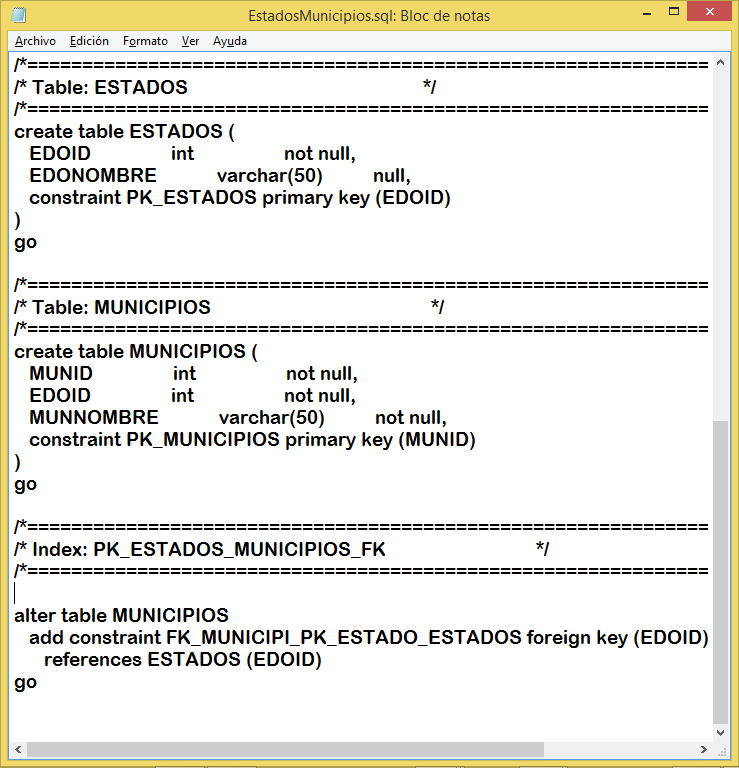 EstadosMunicipios.sql: Bloc de notas
Archivo Edición Formato Ver Ayuda
/*==============================================================
/* Table: ESTADOS */
/*==============================================================
create table ESTADOS (
EDOID int not null,
EDONOMBRE varchar(50) null,
constraint PK_ESTADOS primary key (EDOID)
)
go
/*==============================================================
/* Table: MUNICIPIOS */
/*==============================================================
create table MUNICIPIOS (
MUNID int not null,
EDOID int not null,
MUNNOMBRE varchar(50) not null,
constraint PK_MUNICIPIOS primary key (MUNID)
)
go
/*==============================================================
/* Index: PK_ESTADOS_MUNICIPIOS_FK */
/*==============================================================
alter table MUNICIPIOS
add constraint FK_MUNICIPI_PK_ESTADO_ESTADOS foreign key (EDOID)
references ESTADOS (EDOID)
go